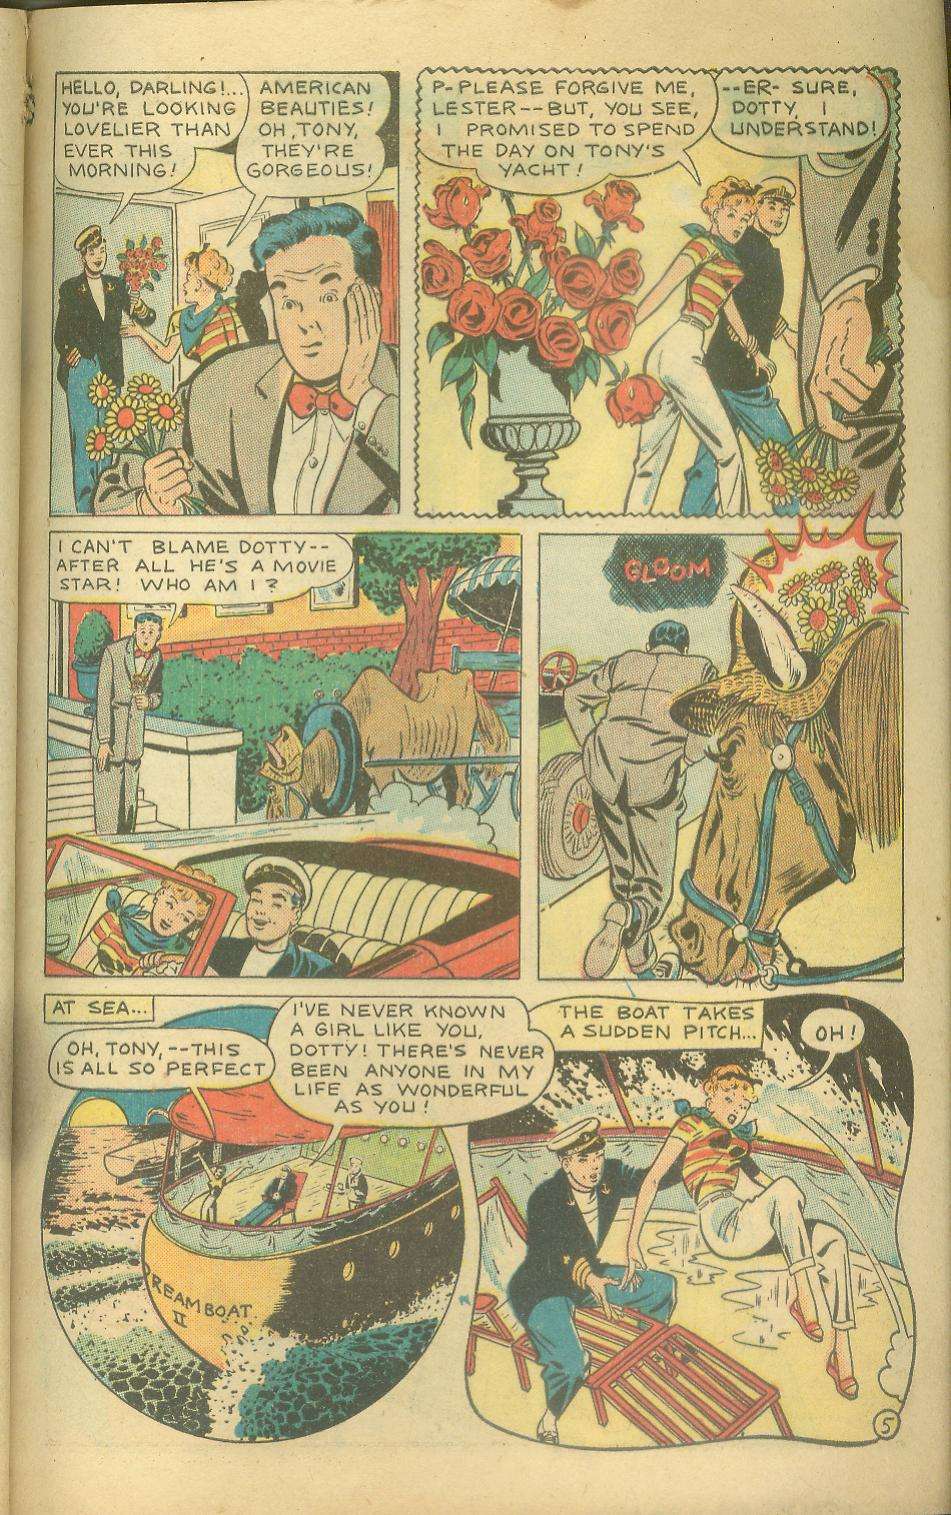 HELLO, DARLING!...
YOU'RE LOOKING
LOVELIER THAN
EVER THIS
MORNING!
AMERICAN
BEAUTIES!
OH, TONY,
THEY'RE
GORGEOUS!
P-PLEASE FORGIVE ME,
LESTER--BUT, YOU SEE,
I PROMISED TO SPEND
THE DAY ON TONY'S
YACHT!
--ER- SURE,
DOTTY, I
UNDERSTAND!
I CAN'T BLAME DOTTY--
AFTER ALL HE'S A MOVIE
STAR! WHO AM I?
GLOOM
AT SEA...
OH, TONY,--THIS
IS ALL SO PERFECT
I'VE NEVER KNOWN
A GIRL LIKE YOU,
DOTTY! THERE'S NEVER
BEEN ANYONE IN MY
LIFE AS WONDERFUL
AS YOU!
DREAMBOAT
II
THE BOAT TAKES
A SUDDEN PITCH...
OH!
5